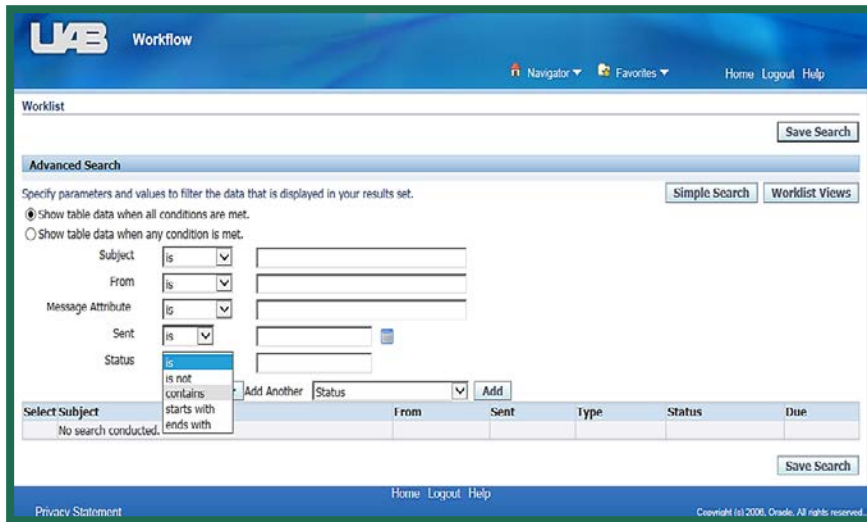 UAB Workflow
Navigator Favorites Home Logout Help
Worklist
Save Search
Advanced Search
Specify parameters and values to filter the data that is displayed in your results set. Simple Search Worklist Views
Show table data when all conditions are met.
Show table data when any condition is met.
Subject is
From is
Message Attribute is
Sent is
Status is
is not
contains Add Another Status Add
starts with
ends with
Select Subject From Sent Type Status Due
No search conducted.
Save Search
Home Logout Help
Privacy Statement Copyright (c) 2006, Oracle. All rights reserved.